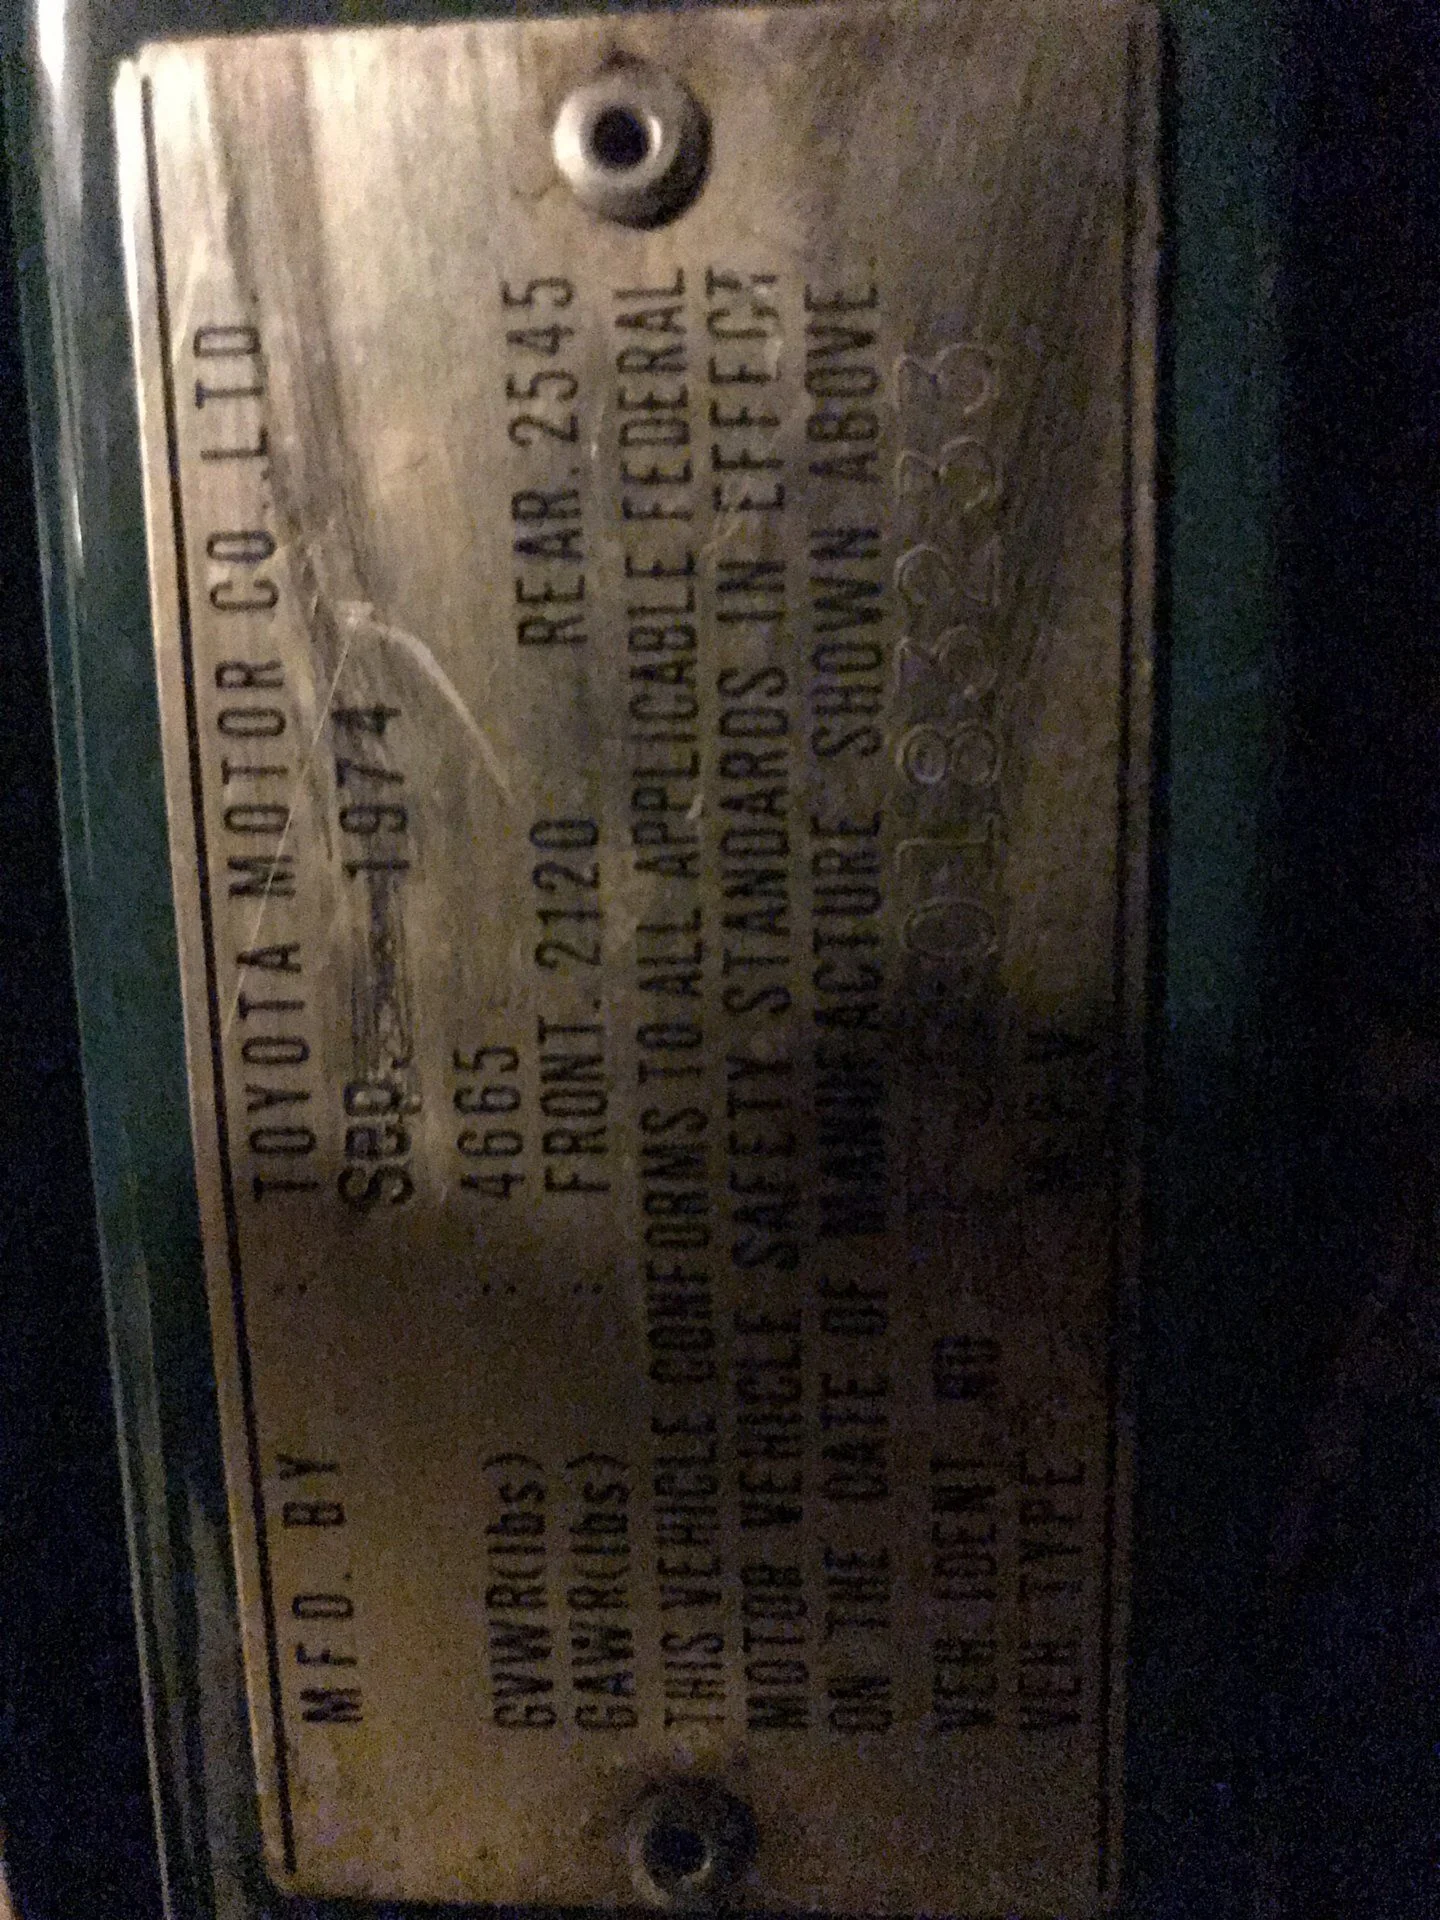 MFD. BY : TOYOTA MOTOR CO.,LTD.
SEP 1974
GVWR(lbs) : 4665
GAWR(lbs) : FRONT. 2120 REAR. 2545
THIS VEHICLE CONFORMS TO ALL APPLICABLE FEDERAL
MOTOR VEHICLE SAFETY STANDARDS IN EFFECT
ON THE DATE OF MANUFACTURE SHOWN ABOVE
VEH IDENT NO 0183233
VEH TYPE